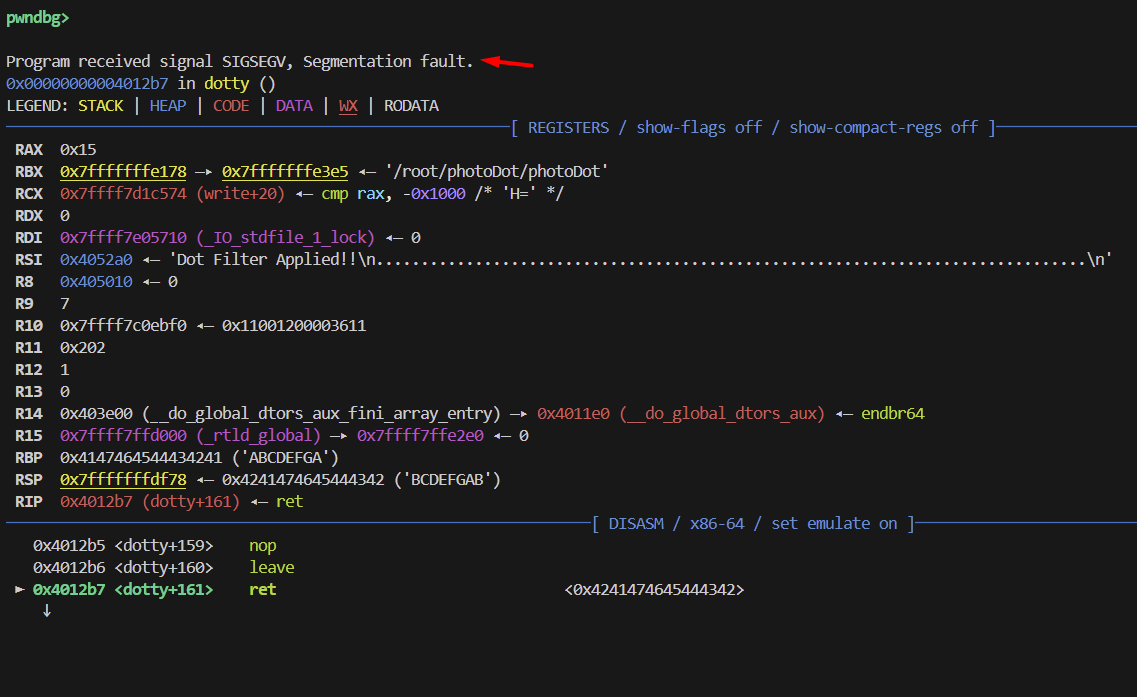 pwndbg>
Program received signal SIGSEGV, Segmentation fault.
0x00000000004012b7 in dotty ()
LEGEND: STACK | HEAP | CODE | DATA | WX | RODATA
[ REGISTERS / show-flags off / show-compact-regs off ]
RAX 0x15
RBX 0x7fffffffe178 —▸ 0x7fffffffe3e5 ◂— '/root/photoDot/photoDot'
RCX 0x7ffff7d1c574 (write+20) ◂— cmp rax, -0x1000 /* 'H=' */
RDX 0
RDI 0x7ffff7e05710 (_IO_stdfile_1_lock) ◂— 0
RSI 0x4052a0 ◂— 'Dot Filter Applied!!\n...............................................................................\n'
R8 0x405010 ◂— 0
R9 7
R10 0x7ffff7c0ebf0 ◂— 0x11001200003611
R11 0x202
R12 1
R13 0
R14 0x403e00 (__do_global_dtors_aux_fini_array_entry) —▸ 0x4011e0 (__do_global_dtors_aux) ◂— endbr64
R15 0x7ffff7ffd000 (_rtld_global) —▸ 0x7ffff7ffe2e0 ◂— 0
RBP 0x4147464544434241 ('ABCDEFGA')
RSP 0x7fffffffdf78 ◂— 0x4241474645444342 ('BCDEFGAB')
RIP 0x4012b7 (dotty+161) ◂— ret
[ DISASM / x86-64 / set emulate on ]
0x4012b5 <dotty+159> nop
0x4012b6 <dotty+160> leave
► 0x4012b7 <dotty+161> ret <0x4241474645444342>
↓